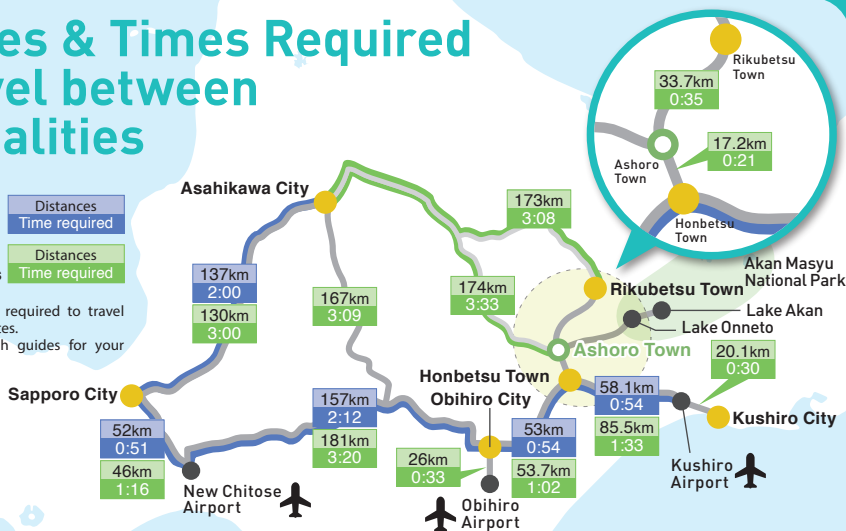 es & Times Required
vel between
alities
Distances
Time required
Distances
Time required
s
required to travel
tes.
h guides for your
Asahikawa City
137km
2:00
130km
3:00
167km
3:09
173km
3:08
174km
3:33
Sapporo City
52km
0:51
46km
1:16
New Chitose
Airport
157km
2:12
181km
3:20
26km
0:33
Obihiro
Airport
Honbetsu Town
Obihiro City
53km
0:54
53.7km
1:02
58.1km
0:54
85.5km
1:33
20.1km
0:30
Kushiro City
Kushiro
Airport
Ashoro Town
Rikubetsu Town
Lake Akan
Lake Onneto
Akan Masyu
National Park
Rikubetsu
Town
33.7km
0:35
17.2km
0:21
Ashoro
Town
Honbetsu
Town